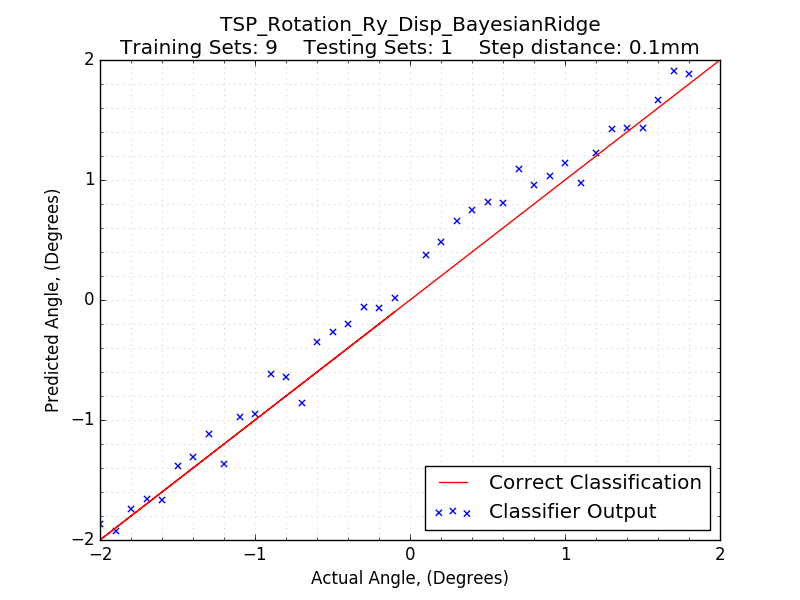 TSP_Rotation_Ry_Disp_BayesianRidge
Training Sets: 9    Testing Sets: 1    Step distance: 0.1mm
2
1
0
−1
−2
Predicted Angle, (Degrees)
Correct Classification
Classifier Output
−2 −1 0 1 2
Actual Angle, (Degrees)